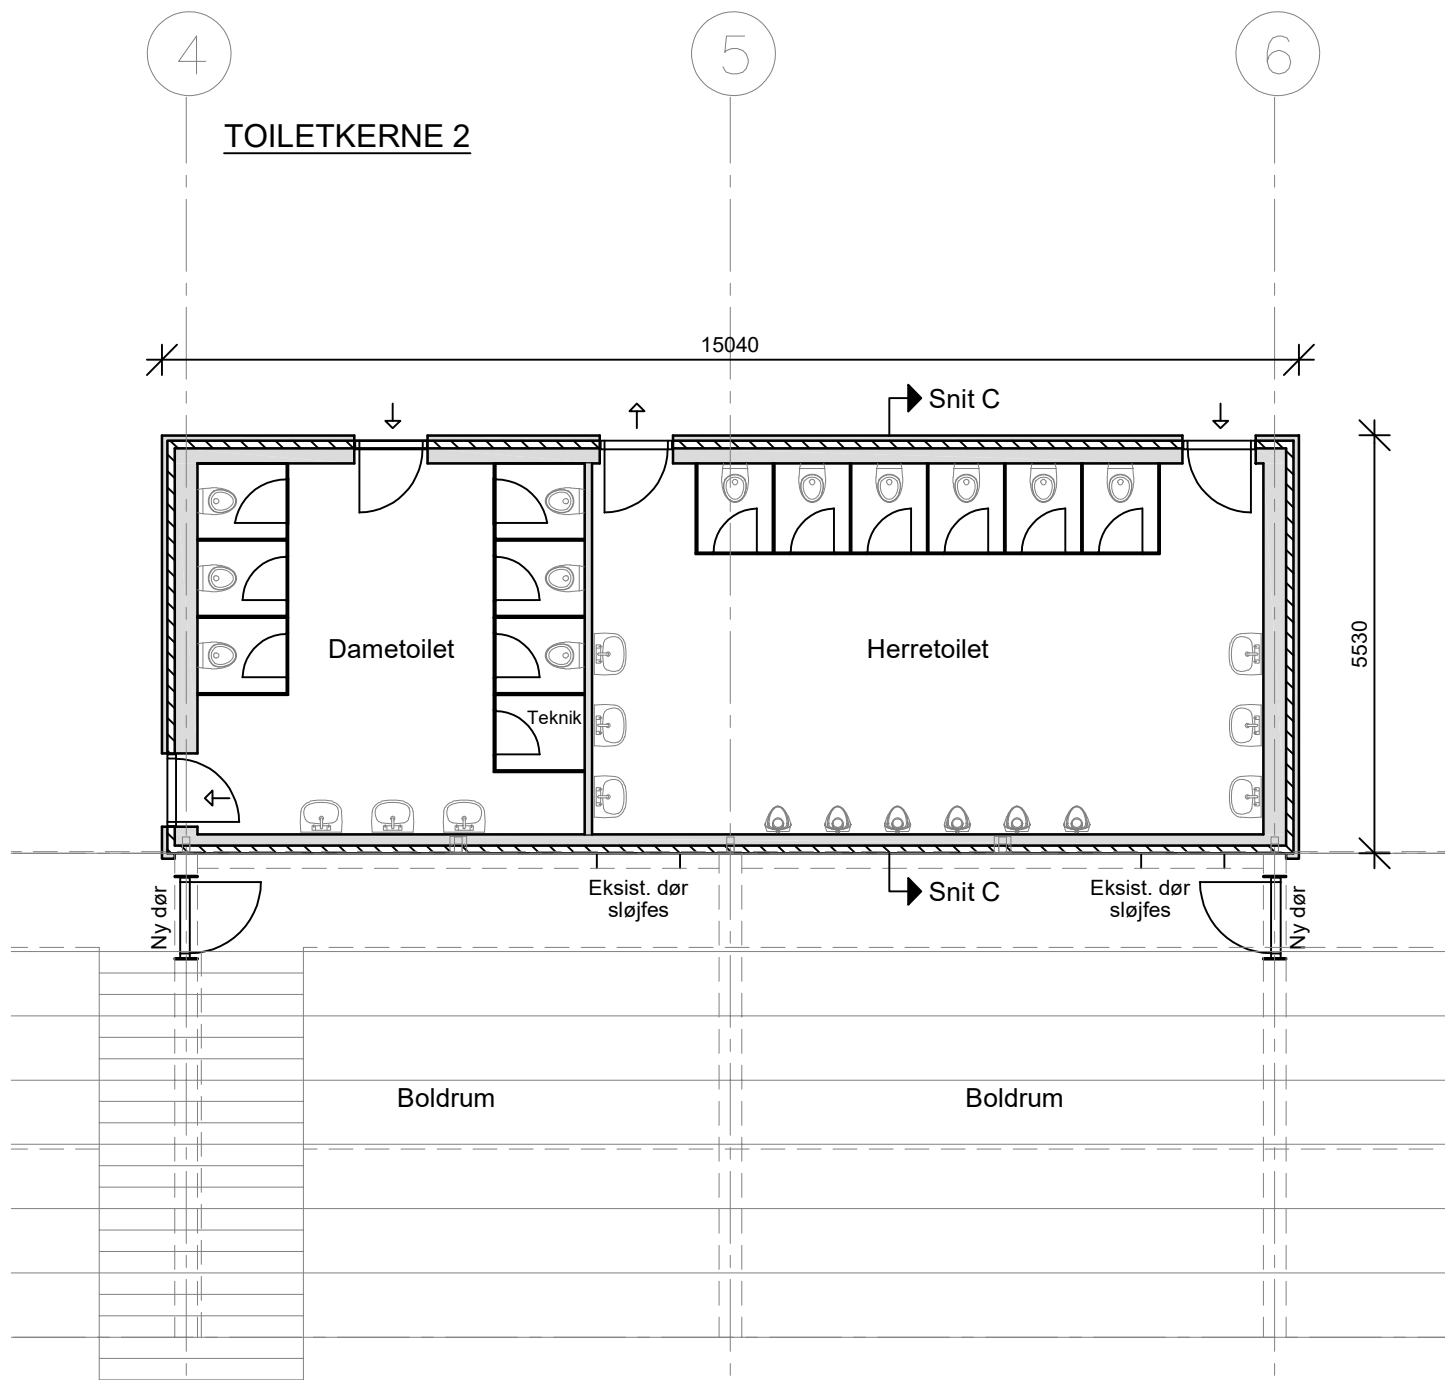 4
5
6
TOILETKERNE 2
15040
Snit C
5530
Dametoilet
Herretoilet
Teknik
Ny dør
Eksist. dør
sløjfes
Snit C
Eksist. dør
sløjfes
Ny dør
Boldrum
Boldrum